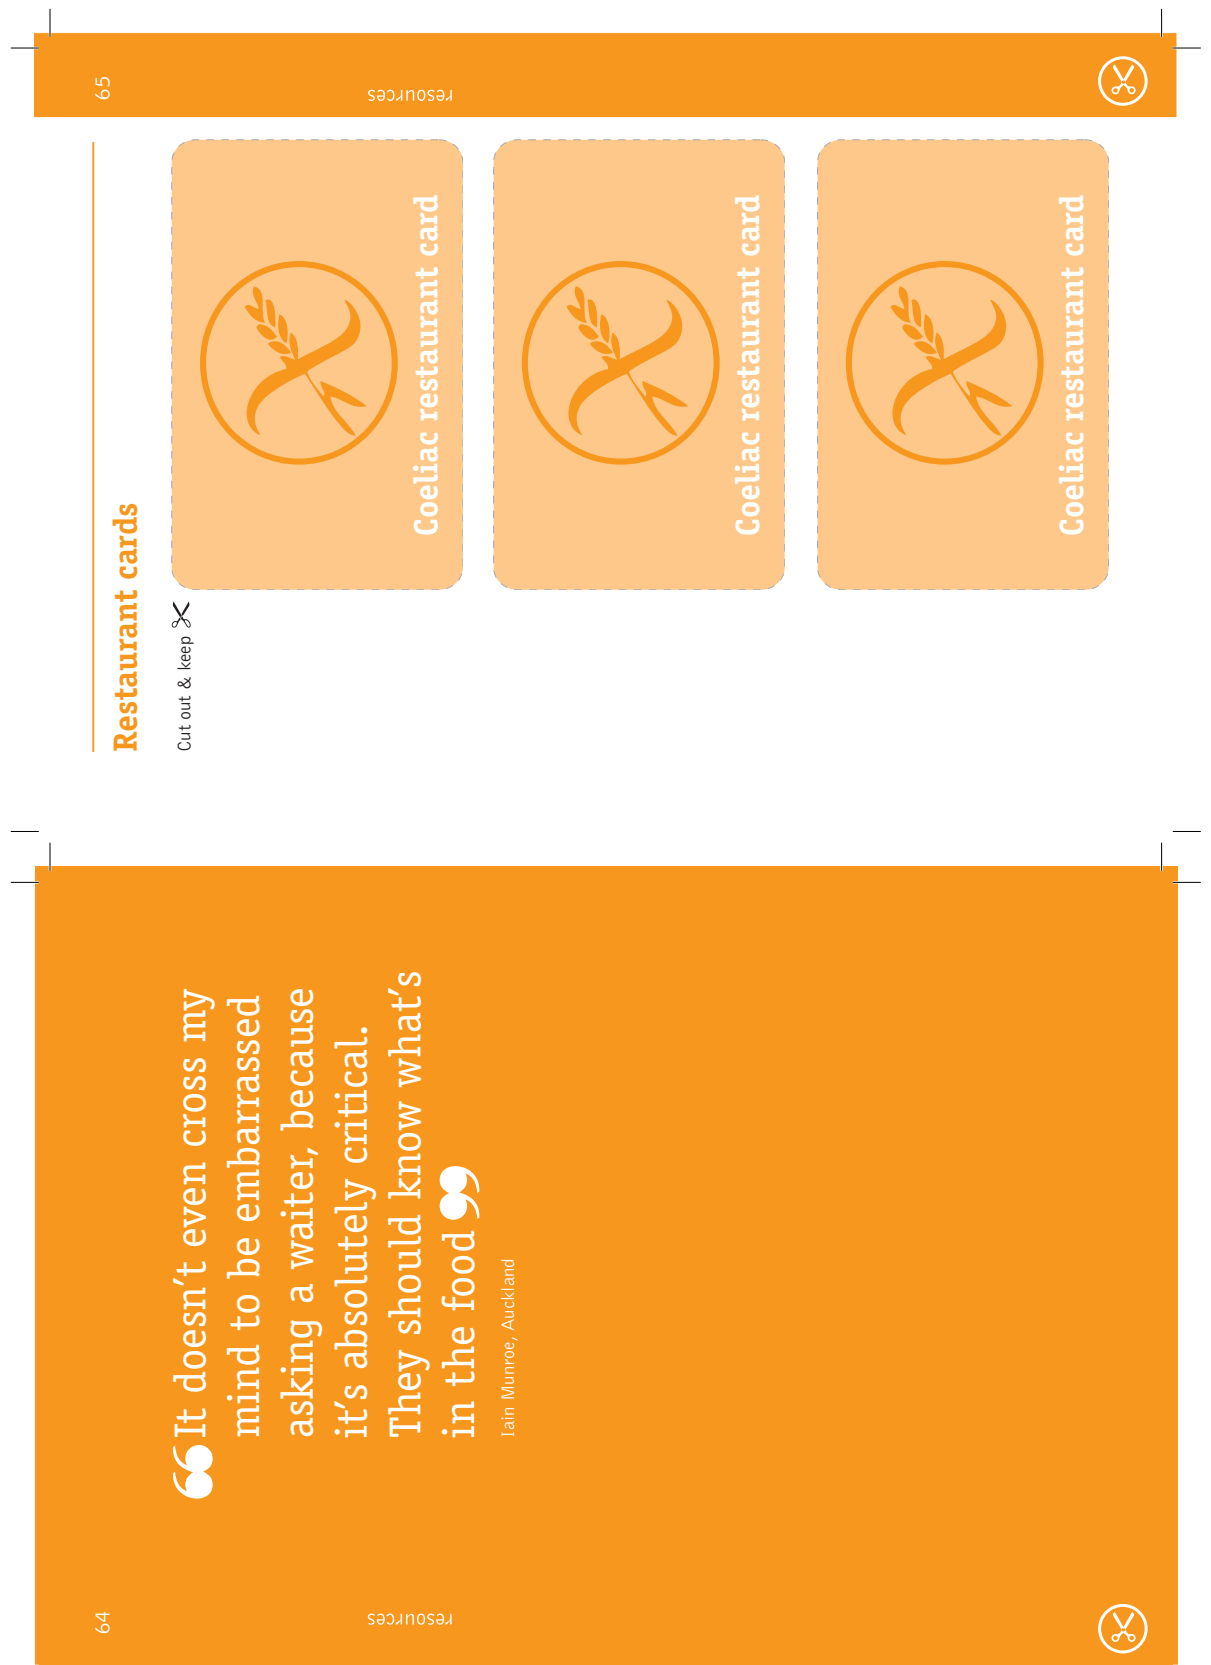 It doesn’t even cross my
mind to be embarrassed
asking a waiter, because
it’s absolutely critical.
They should know what’s
in the food
Iain Munroe, Auckland
resources
64
Restaurant cards
Cut out & keep
Coeliac restaurant card
Coeliac restaurant card
Coeliac restaurant card
resources
65